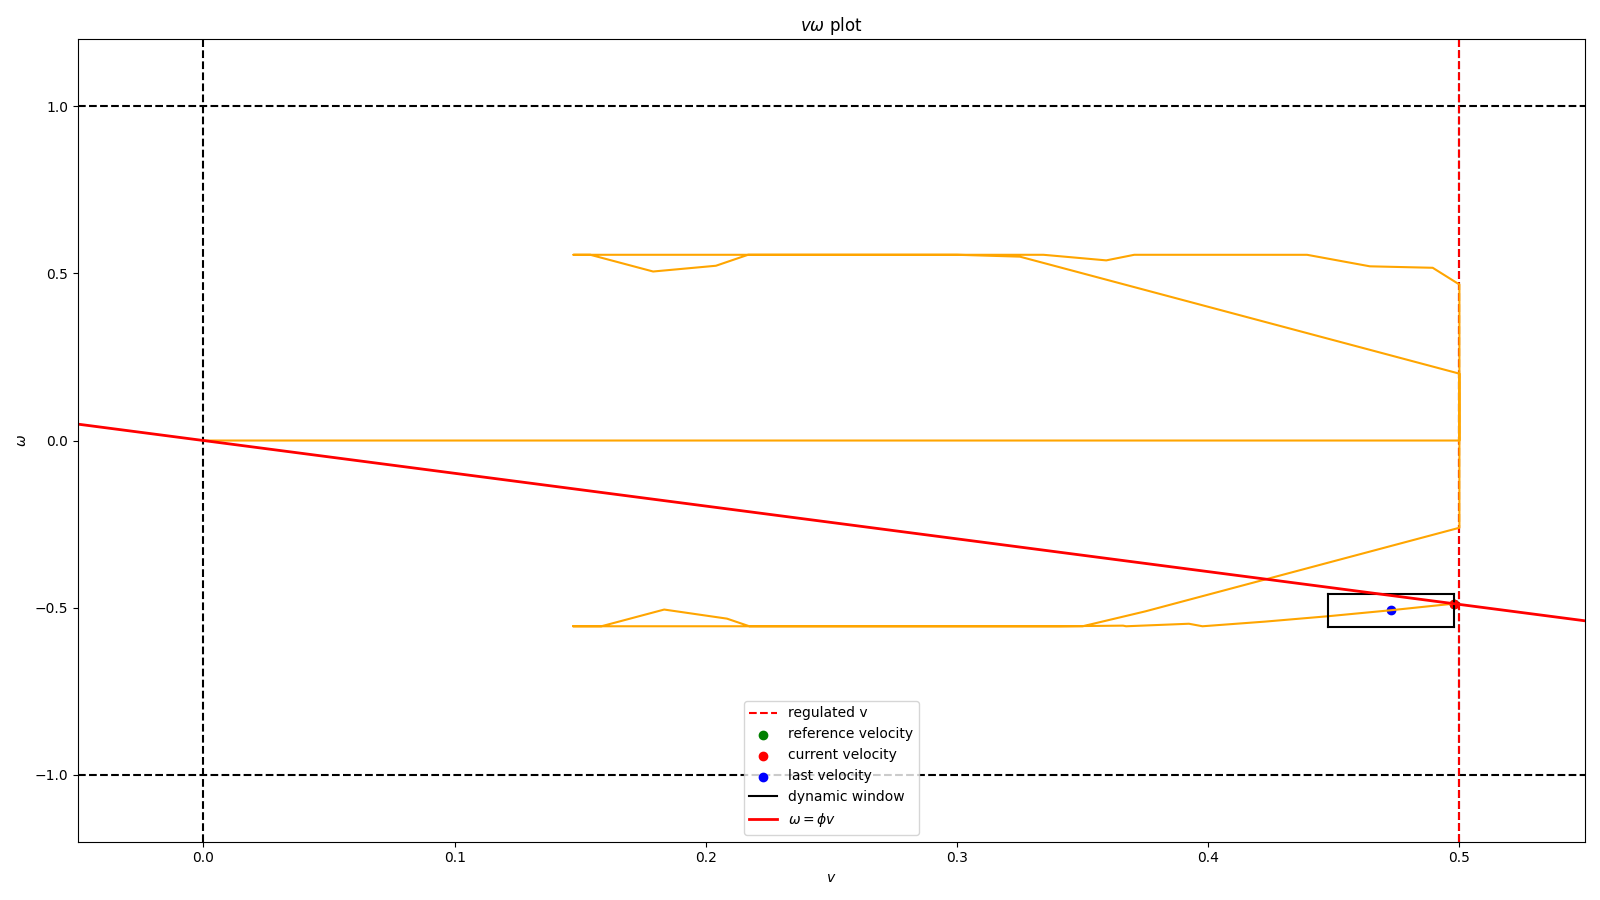 vω plot
1.0
0.5
0.0
−0.5
−1.0
ω
0.0 0.1 0.2 0.3 0.4 0.5
v
regulated v
reference velocity
current velocity
last velocity
dynamic window
ω = ϕv